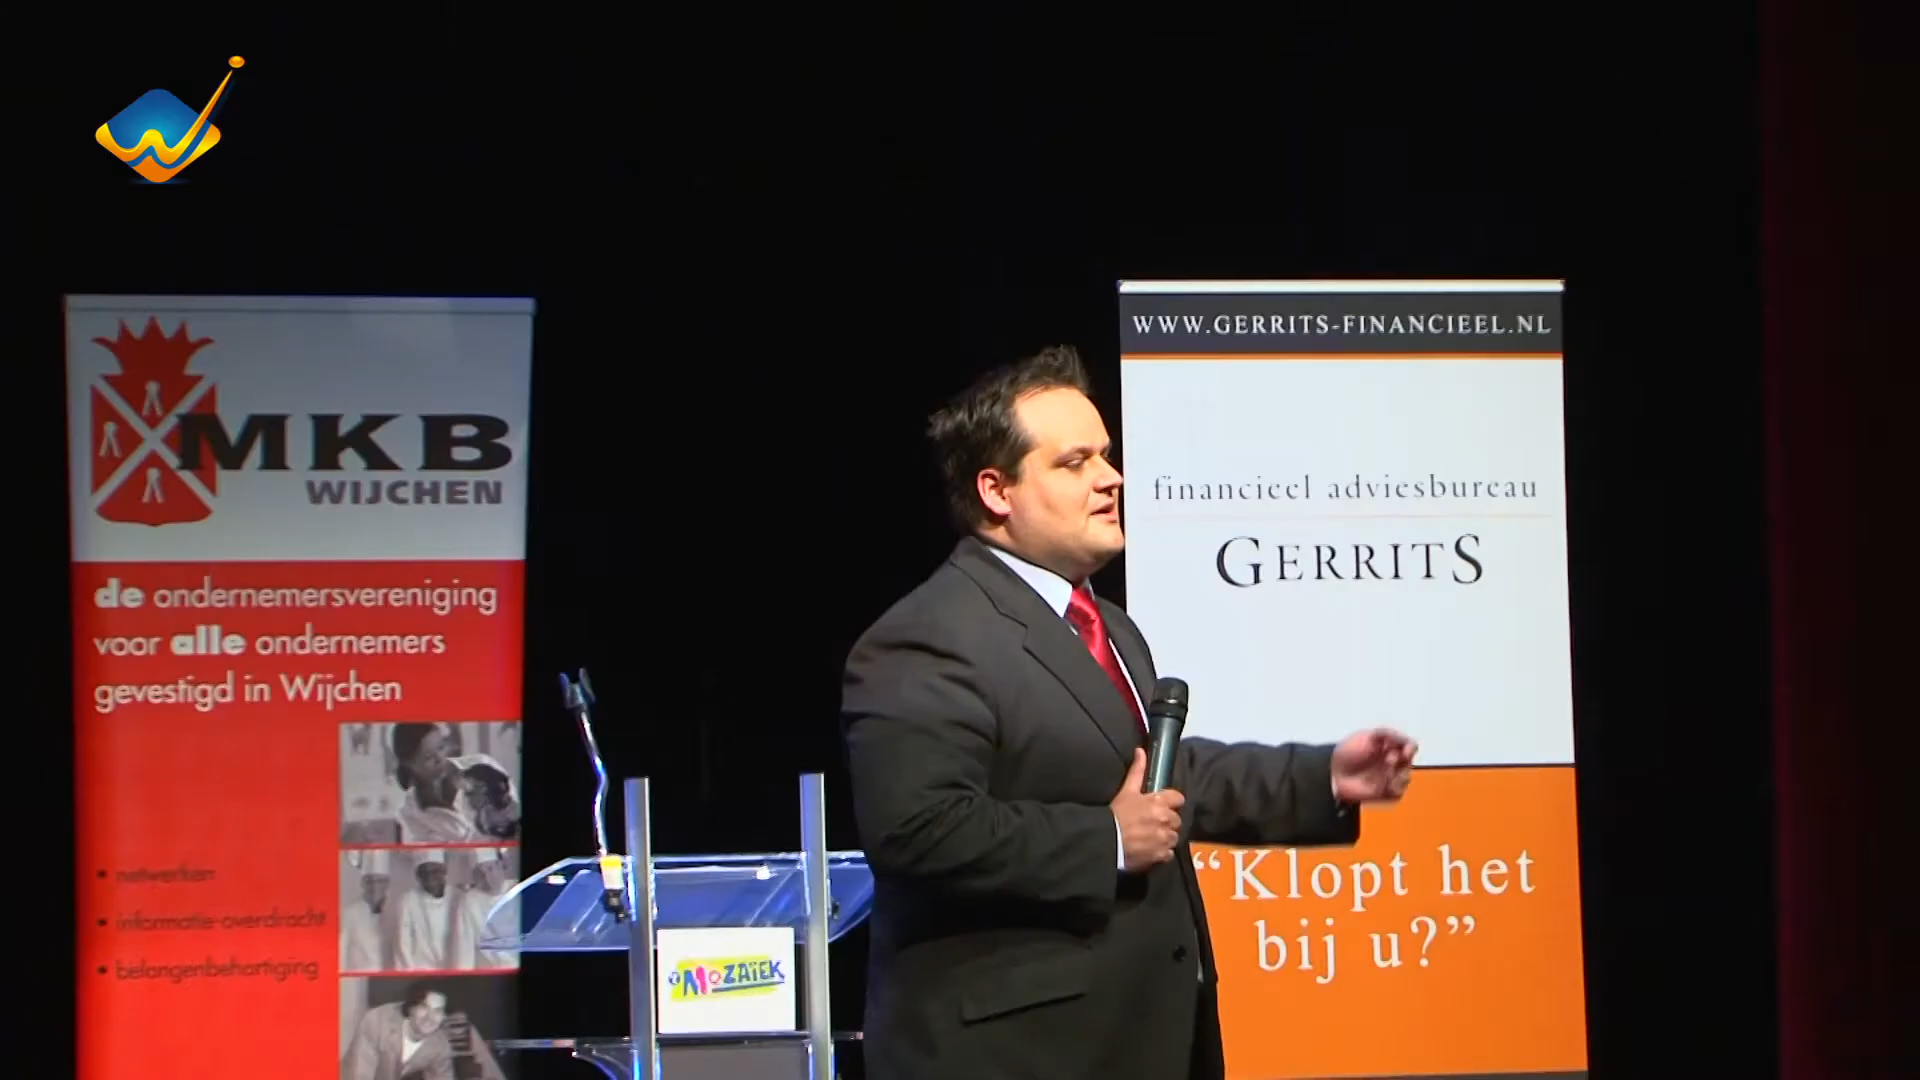 MKB
WIJCHEN
de ondernemersvereniging
voor alle ondernemers
gevestigd in Wijchen
• netwerken
• informatie-overdracht
• belangenbehartiging
MOZAÏEK
WWW.GERRITS-FINANCIEEL.NL
financieel adviesbureau
GERRITS
“Klopt het
bij u?”